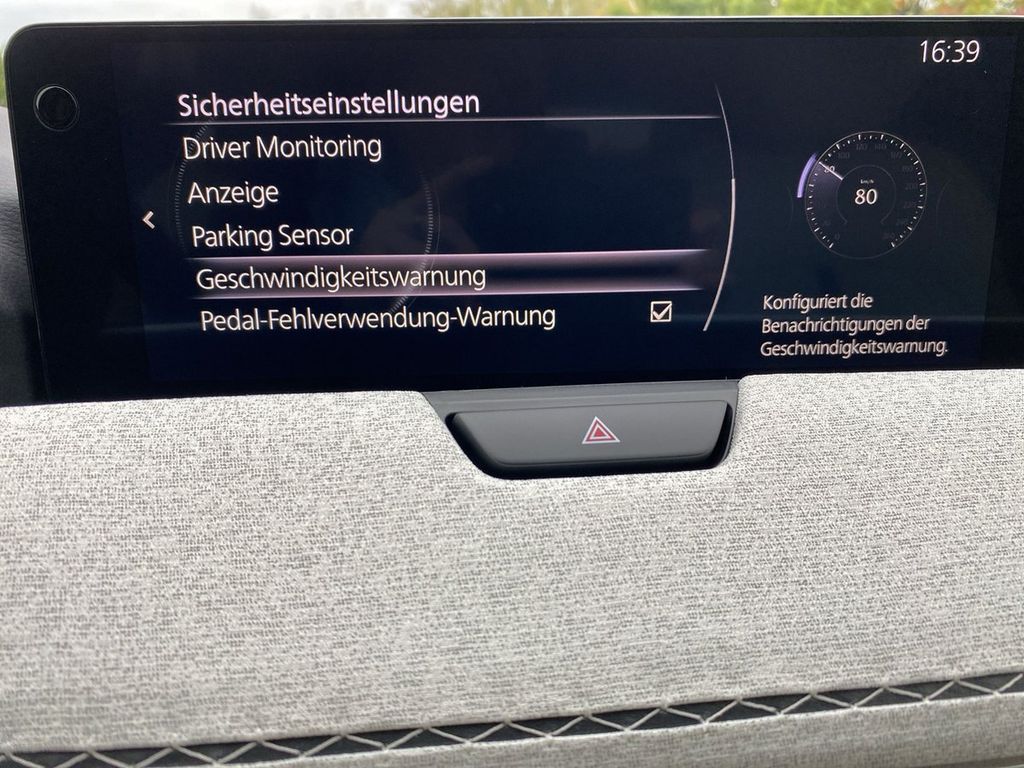 16:39
Sicherheitseinstellungen
Driver Monitoring
Anzeige
Parking Sensor
Geschwindigkeitswarnung
Pedal-Fehlverwendung-Warnung
km/h
80
Konfiguriert die
Benachrichtigungen der
Geschwindigkeitswarnung.